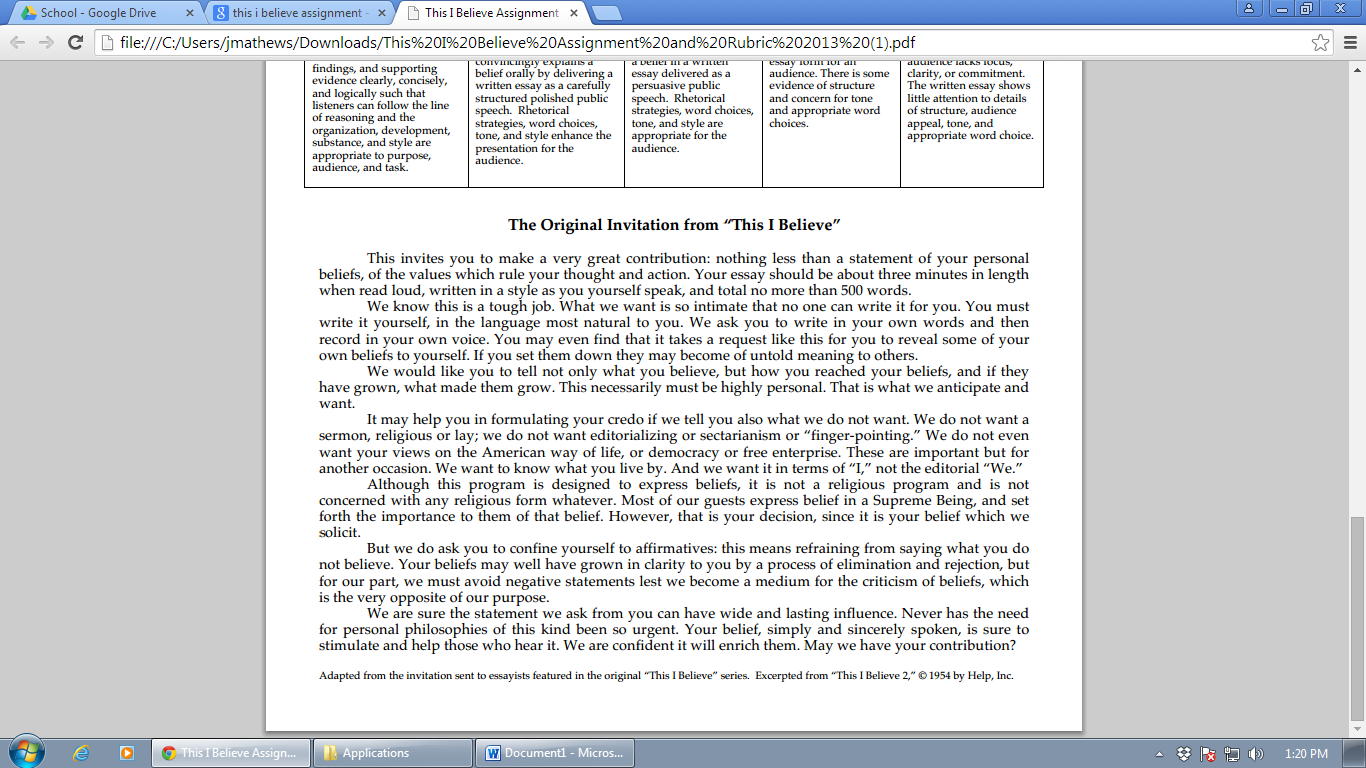 School - Google Drive
this i believe assignment -
This I Believe Assignment
file:///C:/Users/jmathews/Downloads/This%20I%20Believe%20Assignment%20and%20Rubric%202013%20(1).pdf
findings, and supporting
evidence clearly, concisely,
and logically such that
listeners can follow the line
of reasoning and the
organization, development,
substance, and style are
appropriate to purpose,
audience, and task.
convincingly explains a
belief orally by delivering a
written essay as a carefully
structured polished public
speech. Rhetorical
strategies, word choices,
tone, and style enhance the
presentation for the
audience.
a belief in a written
essay delivered as a
persuasive public
speech. Rhetorical
strategies, word choices,
tone, and style are
appropriate for the
audience.
essay form for an
audience. There is some
evidence of structure
and concern for tone
and appropriate word
choices.
audience lacks focus,
clarity, or commitment.
The written essay shows
little attention to details
of structure, audience
appeal, tone, and
appropriate word choice.
The Original Invitation from “This I Believe”
This invites you to make a very great contribution: nothing less than a statement of your personal
beliefs, of the values which rule your thought and action. Your essay should be about three minutes in length
when read loud, written in a style as you yourself speak, and total no more than 500 words.
We know this is a tough job. What we want is so intimate that no one can write it for you. You must
write it yourself, in the language most natural to you. We ask you to write in your own words and then
record in your own voice. You may even find that it takes a request like this for you to reveal some of your
own beliefs to yourself. If you set them down they may become of untold meaning to others.
We would like you to tell not only what you believe, but how you reached your beliefs, and if they
have grown, what made them grow. This necessarily must be highly personal. That is what we anticipate and
want.
It may help you in formulating your credo if we tell you also what we do not want. We do not want a
sermon, religious or lay; we do not want editorializing or sectarianism or “finger-pointing.” We do not even
want your views on the American way of life, or democracy or free enterprise. These are important but for
another occasion. We want to know what you live by. And we want it in terms of “I,” not the editorial “We.”
Although this program is designed to express beliefs, it is not a religious program and is not
concerned with any religious form whatever. Most of our guests express belief in a Supreme Being, and set
forth the importance to them of that belief. However, that is your decision, since it is your belief which we
solicit.
But we do ask you to confine yourself to affirmatives: this means refraining from saying what you do
not believe. Your beliefs may well have grown in clarity to you by a process of elimination and rejection, but
for our part, we must avoid negative statements lest we become a medium for the criticism of beliefs, which
is the very opposite of our purpose.
We are sure the statement we ask from you can have wide and lasting influence. Never has the need
for personal philosophies of this kind been so urgent. Your belief, simply and sincerely spoken, is sure to
stimulate and help those who hear it. We are confident it will enrich them. May we have your contribution?
Adapted from the invitation sent to essayists featured in the original “This I Believe” series. Excerpted from “This I Believe 2,” © 1954 by Help, Inc.
This I Believe Assign...
Applications
Document1 - Micros...
1:20 PM